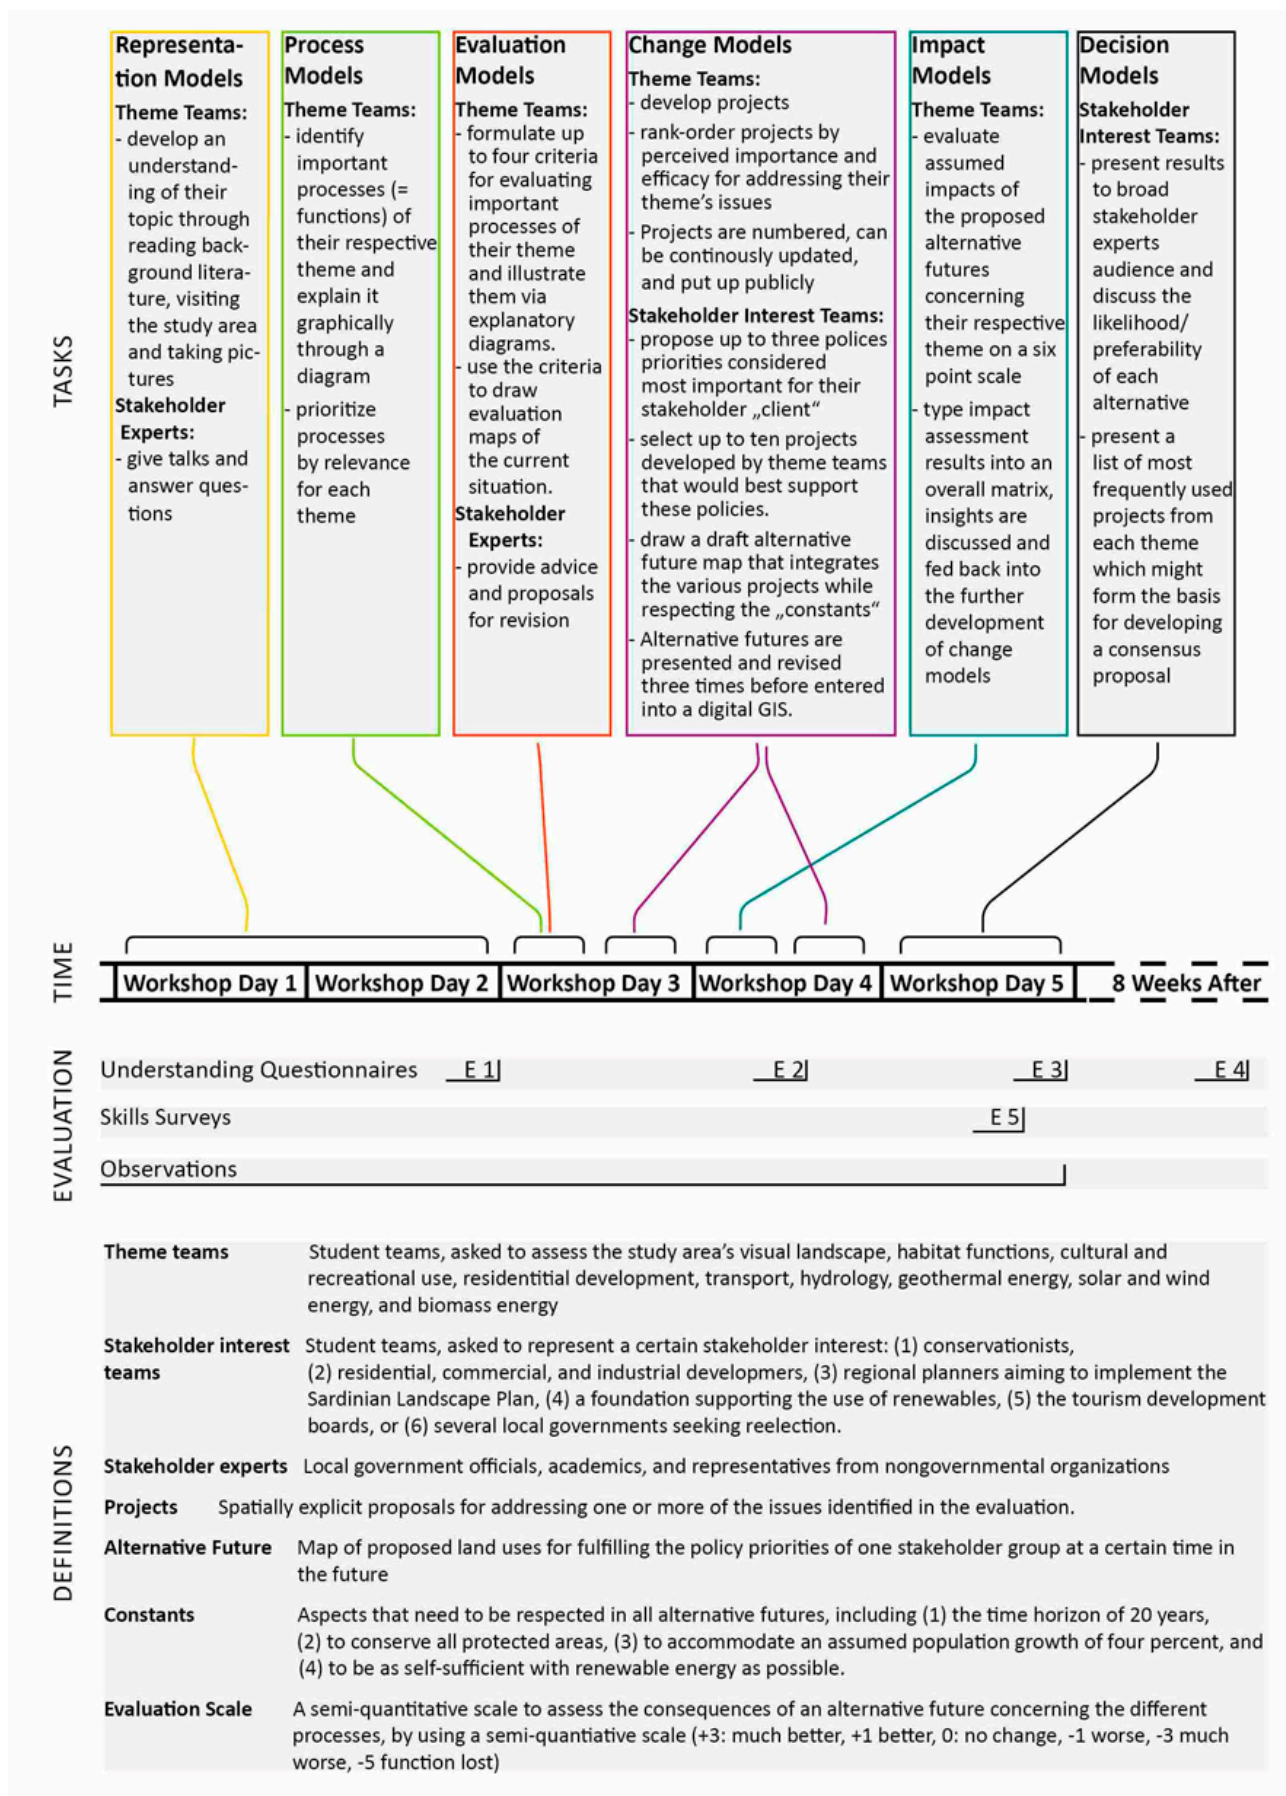 Representa-
tion Models
Theme Teams:
- develop an
understand-
ing of their
topic through
reading back-
ground litera-
ture, visiting
the study area
and taking pic-
tures
Stakeholder
Experts:
- give talks and
answer ques-
tions
Process
Models
Theme Teams:
- identify
important
processes (=
functions) of
their respective
theme and
explain it
graphically
through a
diagram
- prioritize
processes
by relevance
for each
theme
Evaluation
Models
Theme Teams:
- formulate up
to four criteria
for evaluating
important
processes of
their theme
and illustrate
them via
explanatory
diagrams.
- use the criteria
to draw
evaluation
maps of
the current
situation.
Stakeholder
Experts:
- provide advice
and proposals
for revision
Change Models
Theme Teams:
- develop projects
- rank-order projects by
perceived importance and
efficacy for addressing their
theme's issues
- Projects are numbered, can
be continously updated,
and put up publicly
Stakeholder Interest Teams:
- propose up to three polices
priorities considered
most important for their
stakeholder „client“
- select up to ten projects
developed by theme teams
that would best support
these policies.
- draw a draft alternative
future map that integrates
the various projects while
respecting the „constants“
- Alternative futures are
presented and revised
three times before entered
into a digital GIS.
Impact
Models
Theme Teams:
- evaluate
assumed
impacts of
the proposed
alternative
futures
concerning
their respective
theme on a six
point scale
- type impact
assessment
results into an
overall matrix,
insights are
discussed and
fed back into
the further
development
of change
models
Decision
Models
Stakeholder
Interest Teams:
- present results
to broad
stakeholder
experts
audience and
discuss the
likelihood/
preferability
of each
alternative
- present a
list of most
frequently used
projects from
each theme
which might
form the basis
for developing
a consensus
proposal
TASKS
TIME
Workshop Day 1
Workshop Day 2
Workshop Day 3
Workshop Day 4
Workshop Day 5
8 Weeks After
EVALUATION
Understanding Questionnaires E 1 E 2 E 3 E 4
Skills Surveys E 5
Observations
DEFINITIONS
Theme teams Student teams, asked to assess the study area's visual landscape, habitat functions, cultural and
recreational use, residentitial development, transport, hydrology, geothermal energy, solar and wind
energy, and biomass energy
Stakeholder interest Student teams, asked to represent a certain stakeholder interest: (1) conservationists,
teams (2) residential, commercial, and industrial developmers, (3) regional planners aiming to implement the
Sardinian Landscape Plan, (4) a foundation supporting the use of renewables, (5) the tourism development
boards, or (6) several local governments seeking reelection.
Stakeholder experts Local government officials, academics, and representatives from nongovernmental organizations
Projects Spatially explicit proposals for addressing one or more of the issues identified in the evaluation.
Alternative Future Map of proposed land uses for fulfilling the policy priorities of one stakeholder group at a certain time in
the future
Constants Aspects that need to be respected in all alternative futures, including (1) the time horizon of 20 years,
(2) to conserve all protected areas, (3) to accommodate an assumed population growth of four percent, and
(4) to be as self-sufficient with renewable energy as possible.
Evaluation Scale A semi-quantitative scale to assess the consequences of an alternative future concerning the different
processes, by using a semi-quantiative scale (+3: much better, +1 better, 0: no change, -1 worse, -3 much
worse, -5 function lost)